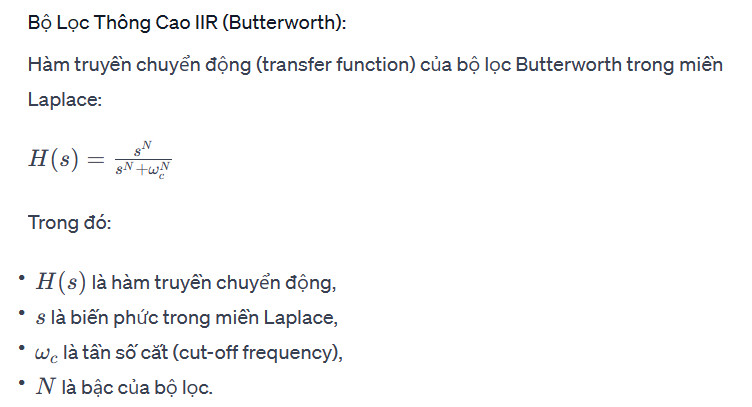 Bộ Lọc Thông Cao IIR (Butterworth):
Hàm truyền chuyển động (transfer function) của bộ lọc Butterworth trong miền
Laplace:
H(s) = \frac{s^N}{s^N + \omega_c^N}
Trong đó:
• H(s) là hàm truyền chuyển động,
• s là biến phức trong miền Laplace,
• ω_c là tần số cắt (cut-off frequency),
• N là bậc của bộ lọc.